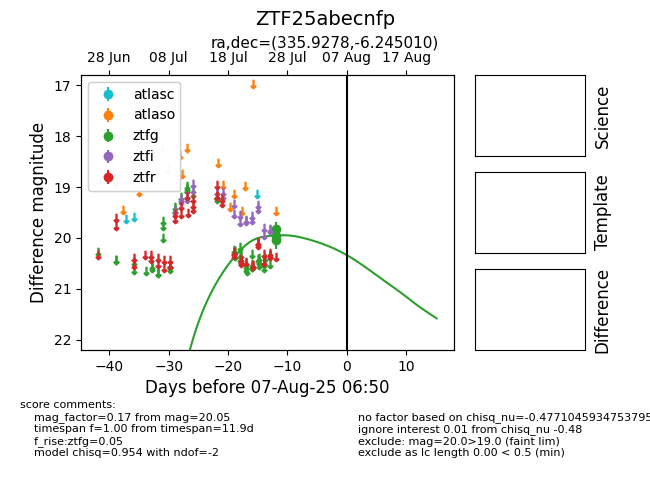 ZTF25abecnfp
ra,dec=(335.9278,-6.245010)
28 Jun 08 Jul 18 Jul 28 Jul 07 Aug 17 Aug
17
18
19
20
21
22
Difference magnitude
atlasc
atlaso
ztfg
ztfi
ztfr
−40 −30 −20 −10 0 10
Days before 07-Aug-25 06:50
Science
Template
Difference
score comments:
mag_factor=0.17 from mag=20.05
timespan f=1.00 from timespan=11.9d
f_rise:ztfg=0.05
model chisq=0.954 with ndof=-2
no factor based on chisq_nu=-0.4771045934753795
ignore interest 0.01 from chisq_nu -0.48
exclude: mag=20.0>19.0 (faint lim)
exclude as lc length 0.00 < 0.5 (min)